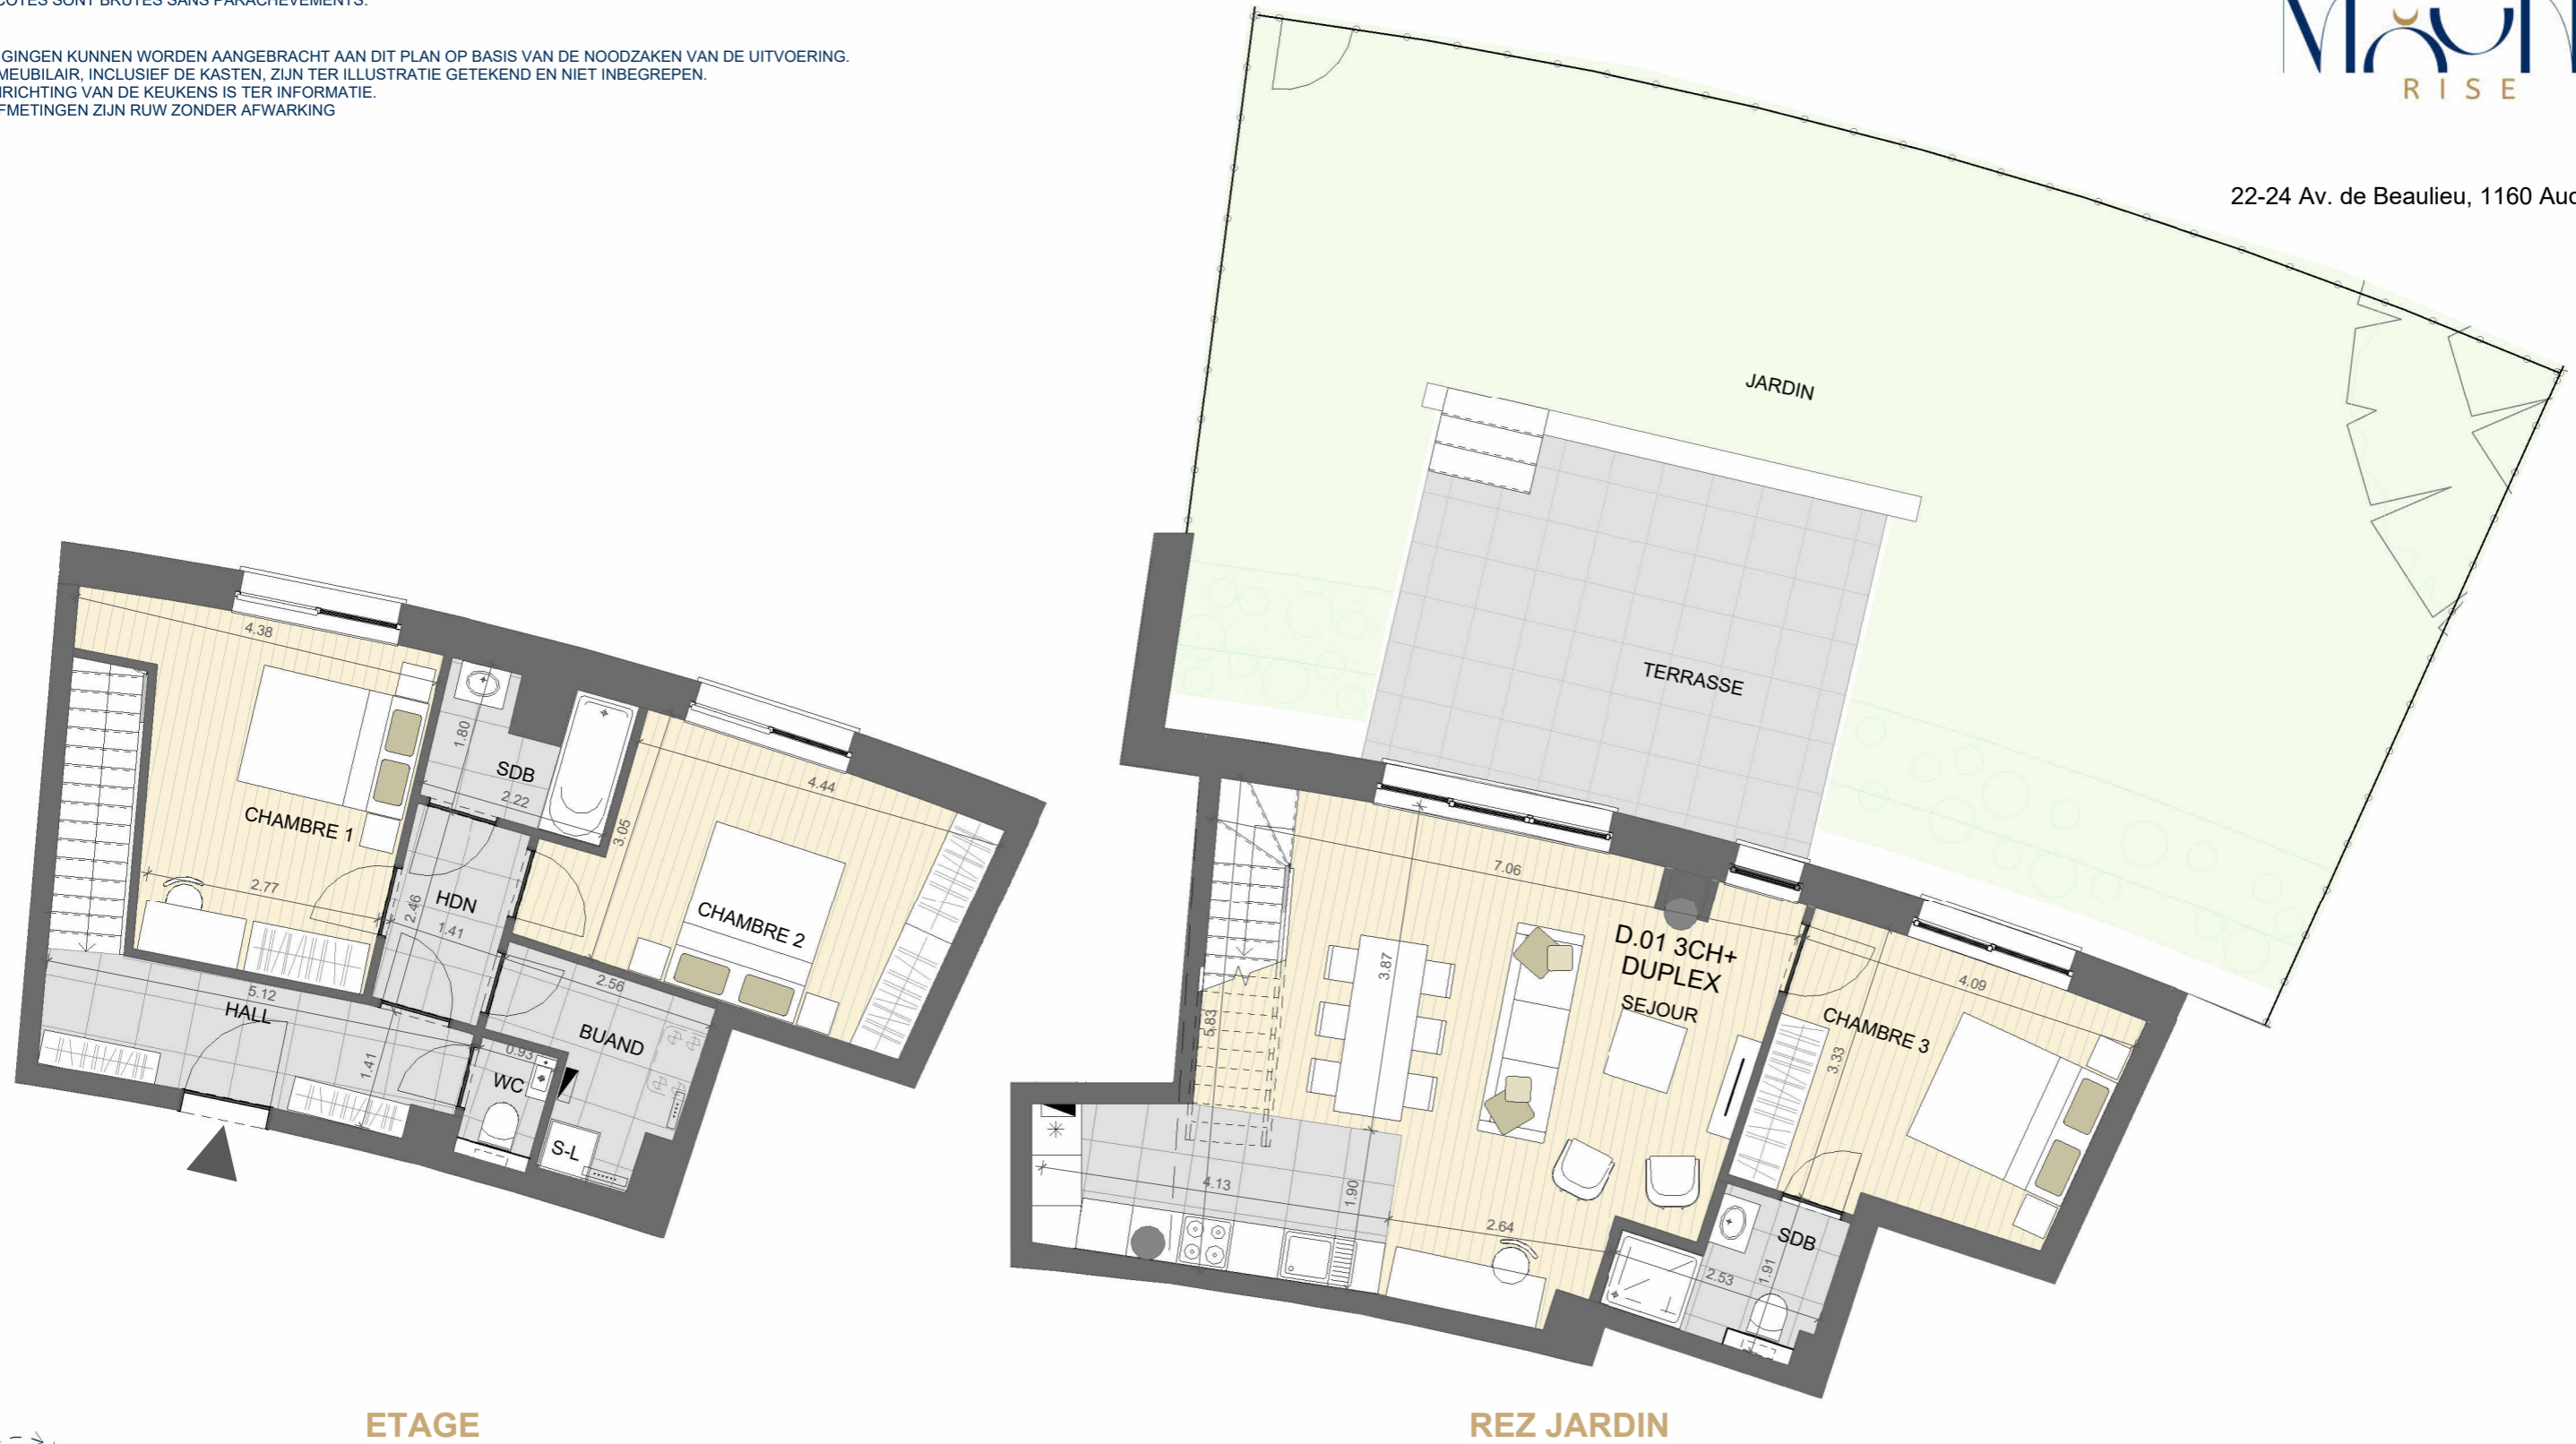 COTES SONT BRUTES SANS PARACHEVEMENTS.
GINGEN KUNNEN WORDEN AANGEBRACHT AAN DIT PLAN OP BASIS VAN DE NOODZAKEN VAN DE UITVOERING.
MEUBILAIR, INCLUSIEF DE KASTEN, ZIJN TER ILLUSTRATIE GETEKEND EN NIET INBEGREPEN.
RICHTING VAN DE KEUKENS IS TER INFORMATIE.
FMETINGEN ZIJN RUW ZONDER AFWARKING
RISE
22-24 Av. de Beaulieu, 1160 Aud
4.38
CHAMBRE 1
2.77
1.80
SDB
2.22
HDN
2.46
1.41
3.05
4.44
CHAMBRE 2
5.12
HALL
1.41
2.56
BUAND
0.93
WC
S-L
ETAGE
JARDIN
TERRASSE
7.06
3.87
5.83
D.01 3CH+
DUPLEX
SEJOUR
4.09
CHAMBRE 3
3.33
4.13
1.90
2.64
SDB
2.53
1.91
REZ JARDIN